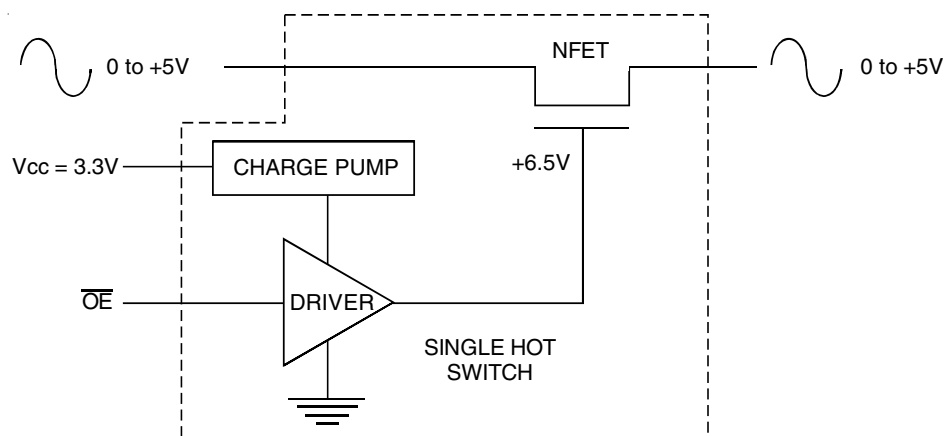 NFET
0 to +5V
0 to +5V
Vcc = 3.3V
CHARGE PUMP
+6.5V
OE
DRIVER
SINGLE HOT
SWITCH